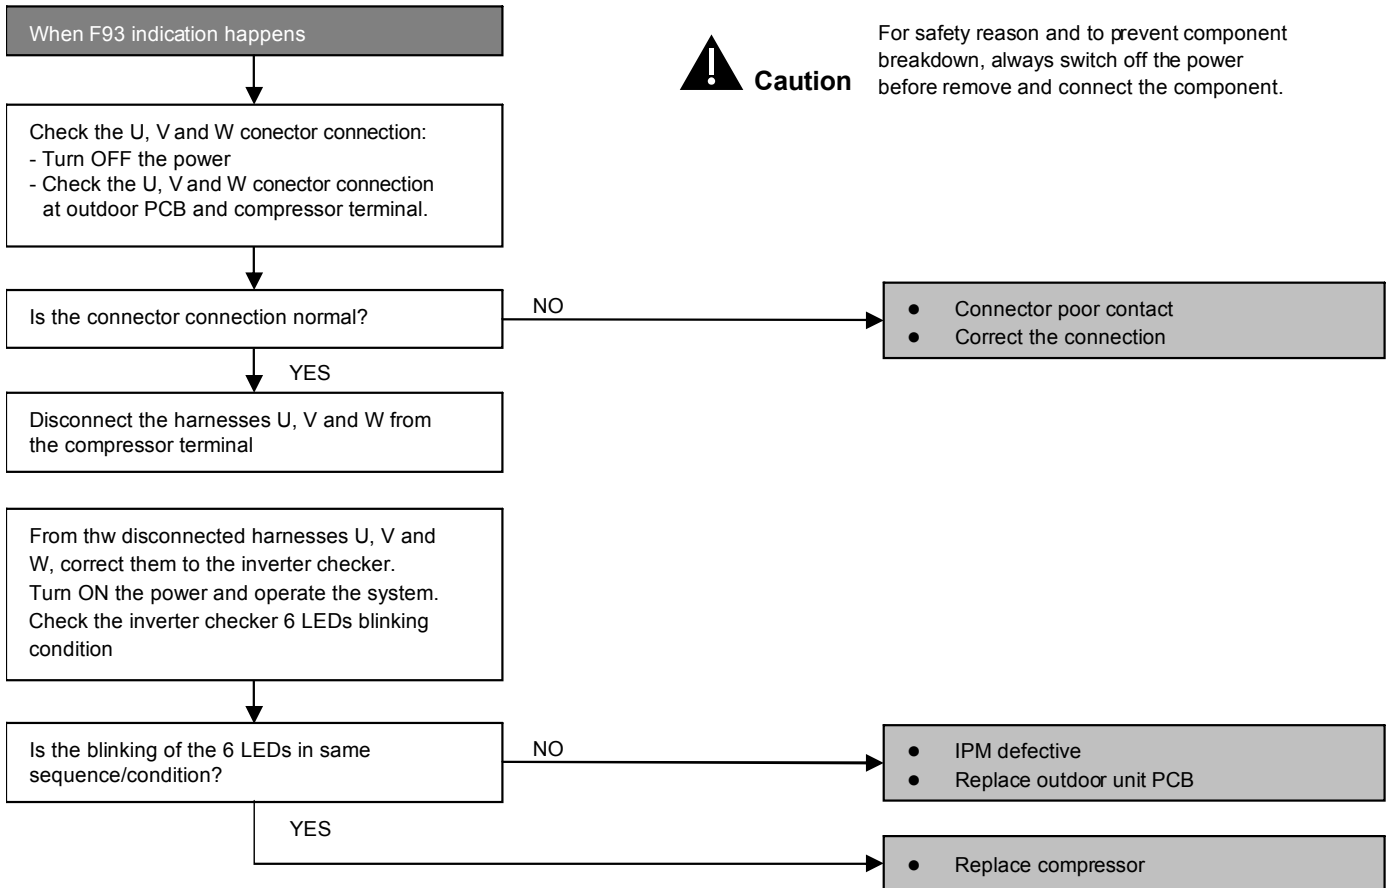 When F93 indication happens
Caution
For safety reason and to prevent component
breakdown, always switch off the power
before remove and connect the component.
Check the U, V and W conector connection:
- Turn OFF the power
- Check the U, V and W conector connection
at outdoor PCB and compressor terminal.
Is the connector connection normal?
NO
● Connector poor contact
● Correct the connection
YES
Disconnect the harnesses U, V and W from
the compressor terminal
From thw disconnected harnesses U, V and
W, correct them to the inverter checker.
Turn ON the power and operate the system.
Check the inverter checker 6 LEDs blinking
condition
Is the blinking of the 6 LEDs in same
sequence/condition?
NO
● IPM defective
● Replace outdoor unit PCB
YES
● Replace compressor